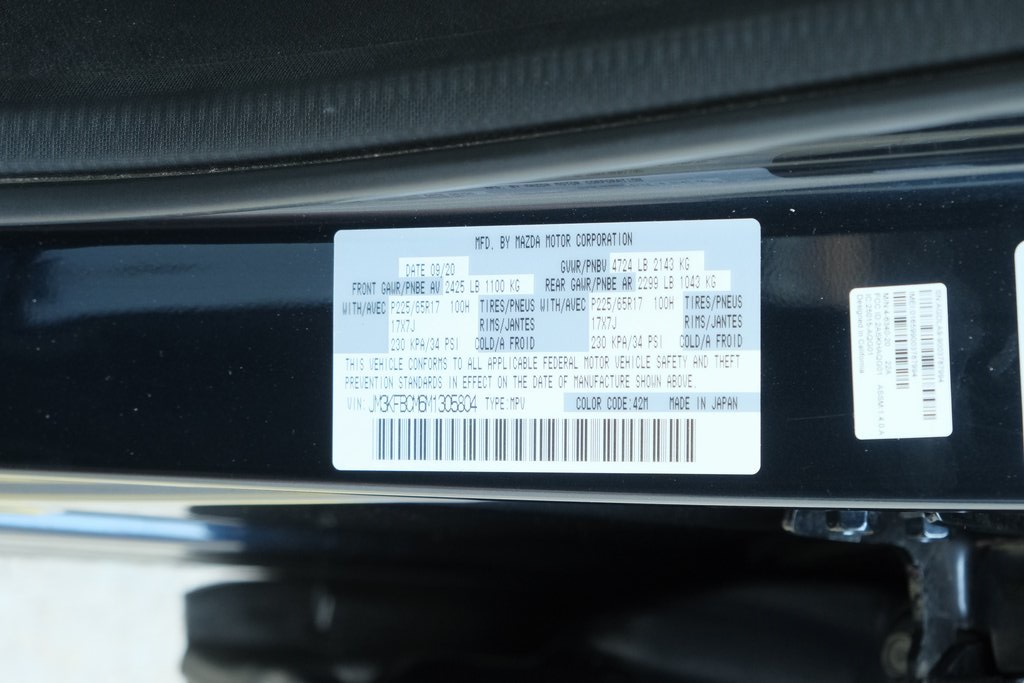 MFD. BY MAZDA MOTOR CORPORATION
DATE 09/20 GVWR/PNBV 4724 LB 2143 KG
FRONT GAWR/PNBE AV 2425 LB 1100 KG REAR GAWR/PNBE AR 2299 LB 1043 KG
WITH/AVEC P225/65R17 100H TIRES/PNEUS WITH/AVEC P225/65R17 100H TIRES/PNEUS
17X7J RIMS/JANTES 17X7J RIMS/JANTES
230 KPA/34 PSI COLD/A FROID 230 KPA/34 PSI COLD/A FROID
THIS VEHICLE CONFORMS TO ALL APPLICABLE FEDERAL MOTOR VEHICLE SAFETY AND THEFT
PREVENTION STANDARDS IN EFFECT ON THE DATE OF MANUFACTURE SHOWN ABOVE
VIN: JM3KFBCM6M1305804 TYPE:MPV COLOR CODE:42M MADE IN JAPAN
Designed in California